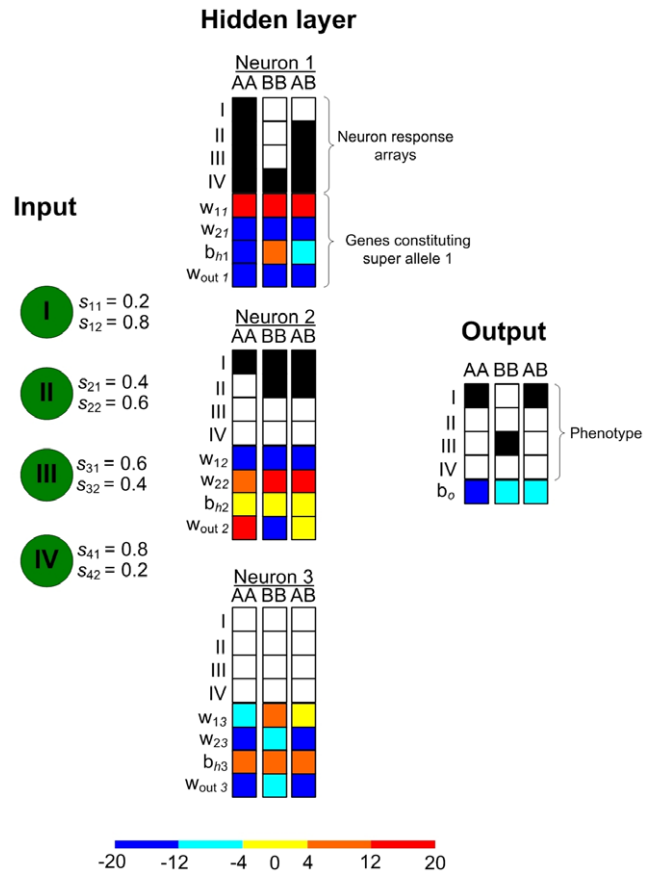 Hidden layer
Neuron 1
AA BB AB
I
II
III
IV
w11
w21
bh1
wout 1
Neuron response
arrays
Genes constituting
super allele 1
Input
I
s11 = 0.2
s12 = 0.8
II
s21 = 0.4
s22 = 0.6
III
s31 = 0.6
s32 = 0.4
IV
s41 = 0.8
s42 = 0.2
Neuron 2
AA BB AB
I
II
III
IV
w12
w22
bh2
wout 2
Neuron 3
AA BB AB
I
II
III
IV
w13
w23
bh3
wout 3
Output
AA BB AB
I
II
III
IV
bo
Phenotype
-20 -12 -4 0 4 12 20